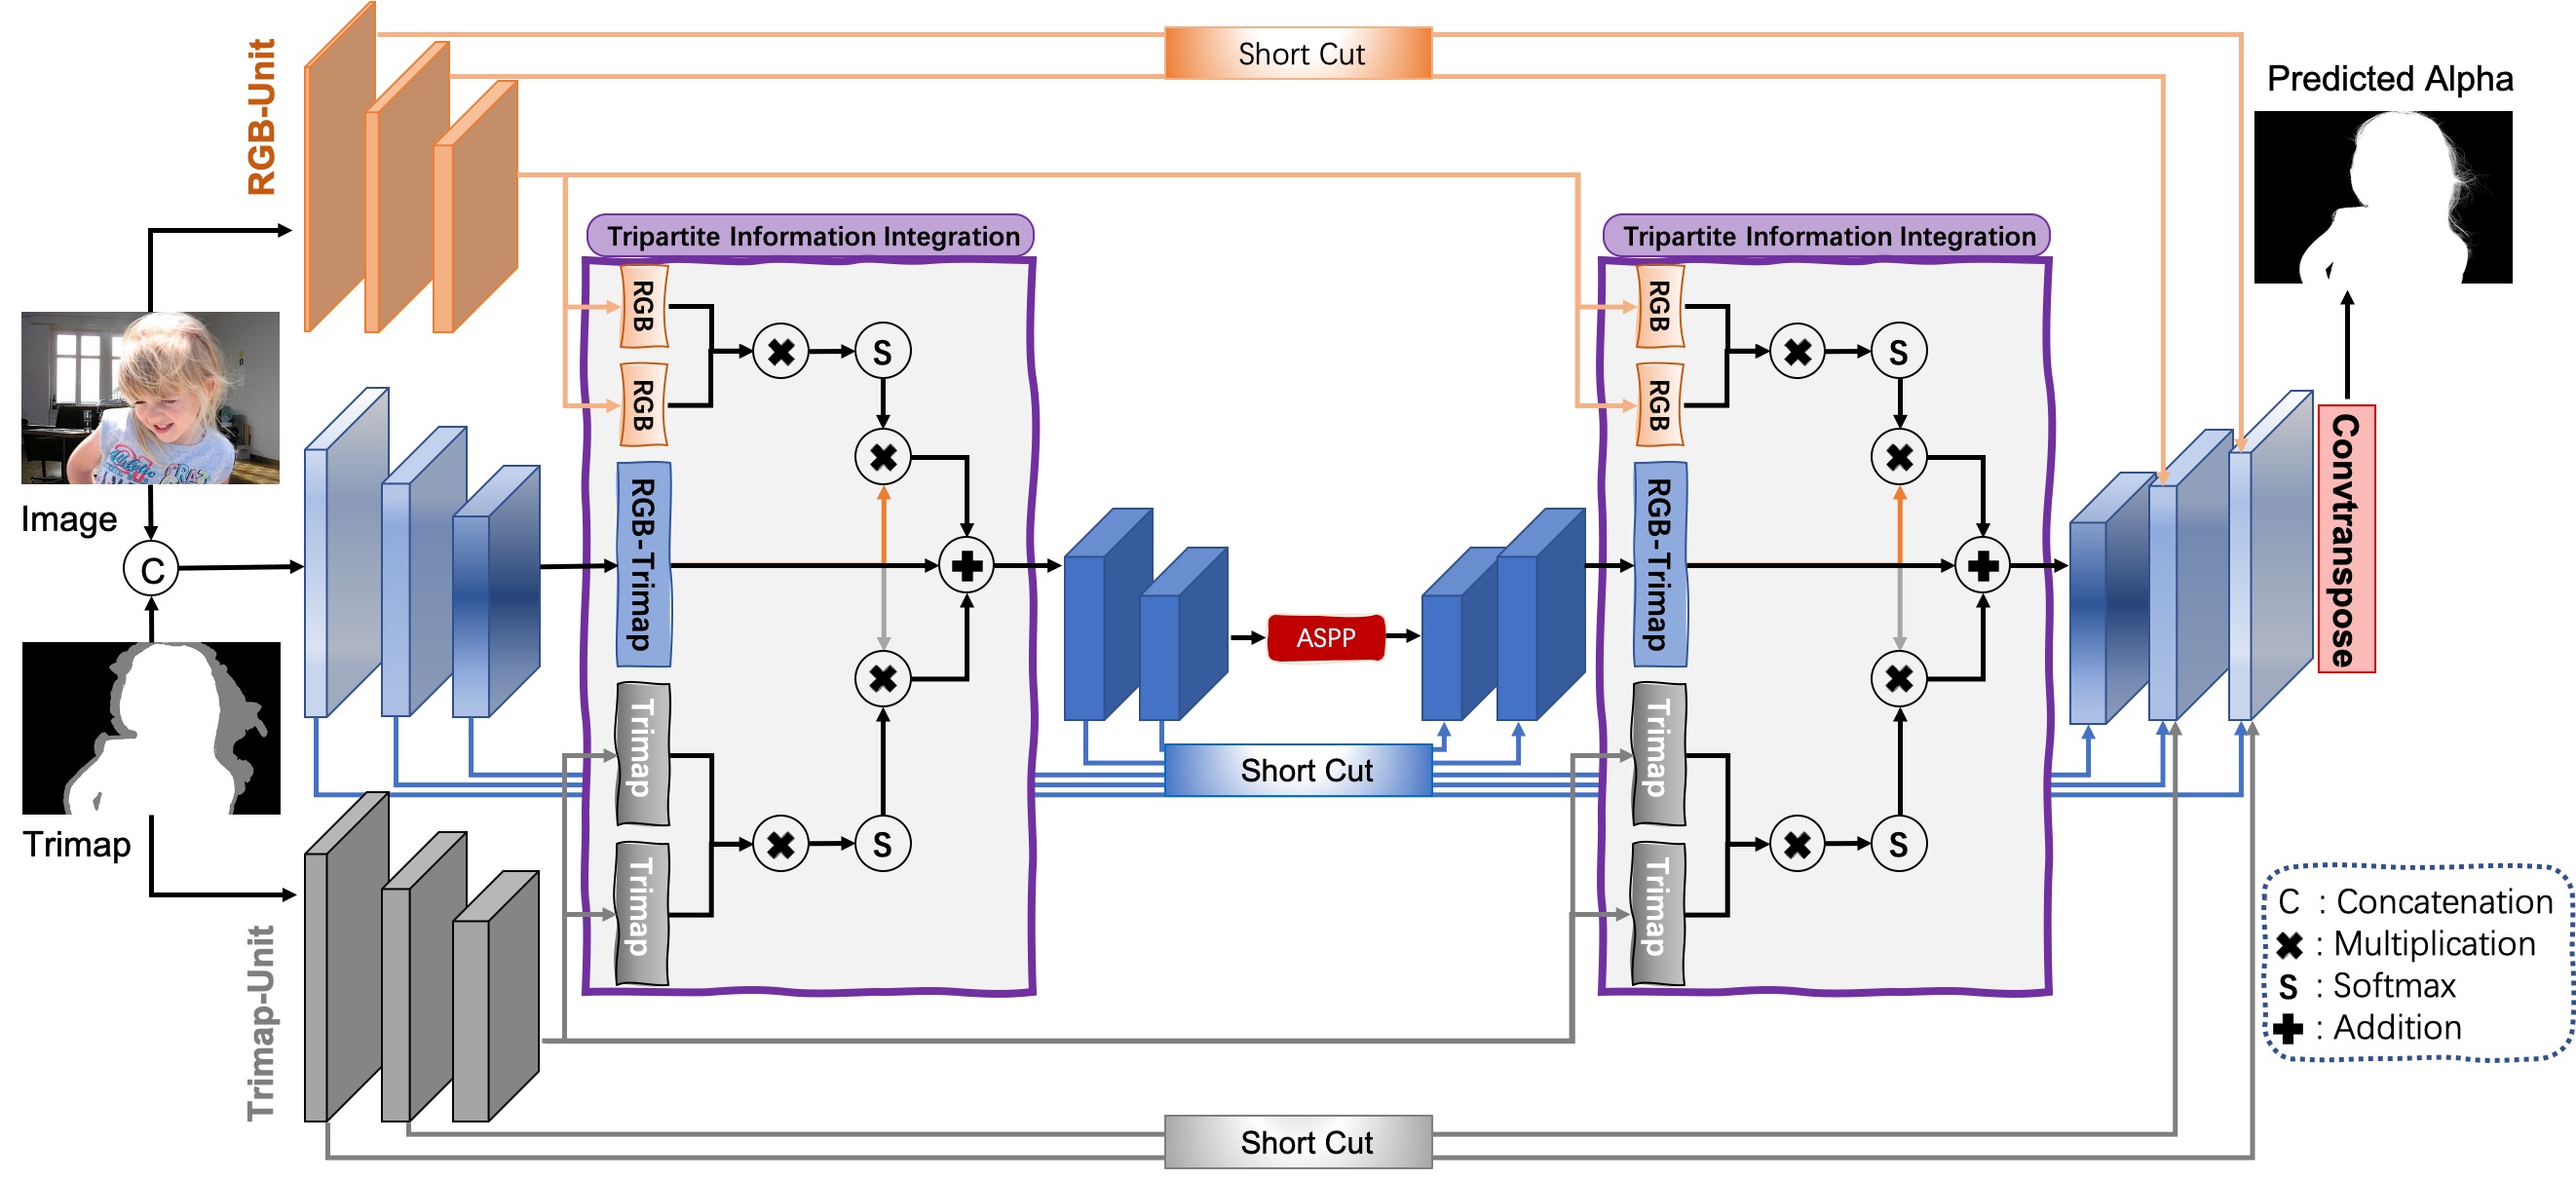 RGB-Unit
Short Cut
Predicted Alpha
Tripartite Information Integration
RGB
RGB
RGB-Trimap
Trimap
Trimap
S
S
Tripartite Information Integration
RGB
RGB
RGB-Trimap
Trimap
Trimap
S
S
Image
C
Trimap
ASPP
Short Cut
Convtranspose
Trimap-Unit
Short Cut
C : Concatenation
✖ : Multiplication
S : Softmax
✚ : Addition